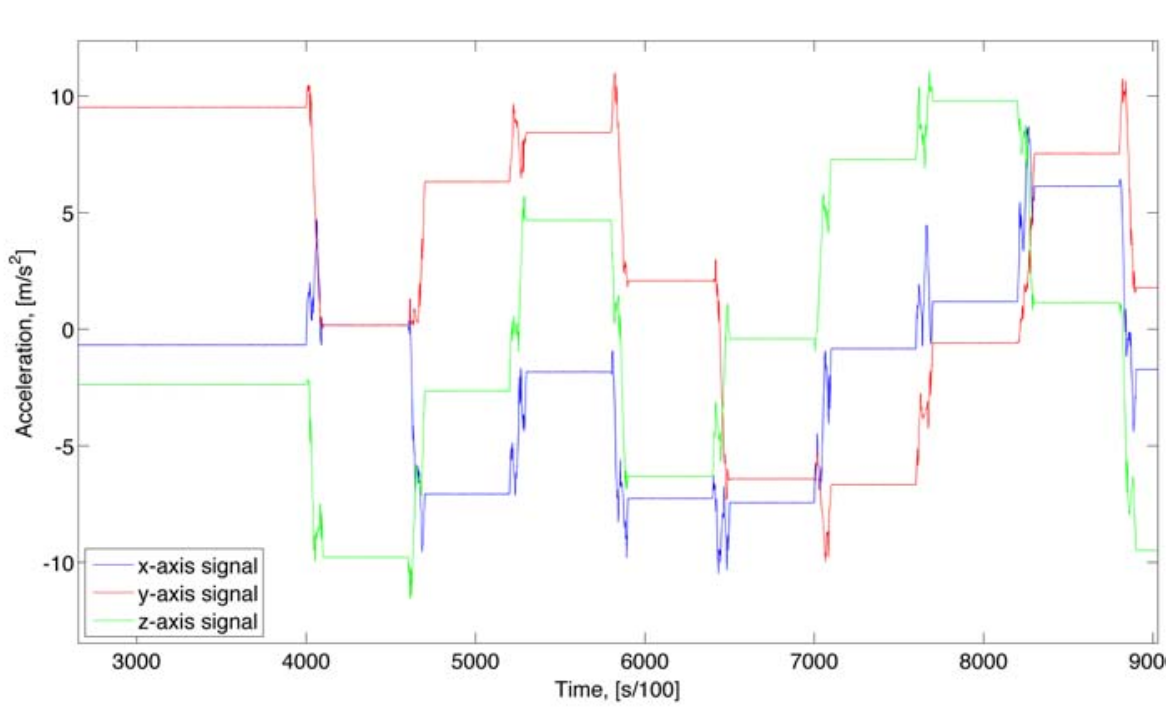 10
5
0
-5
-10
Acceleration, [m/s²]
x-axis signal
y-axis signal
z-axis signal
3000 4000 5000 6000 7000 8000 900
Time, [s/100]